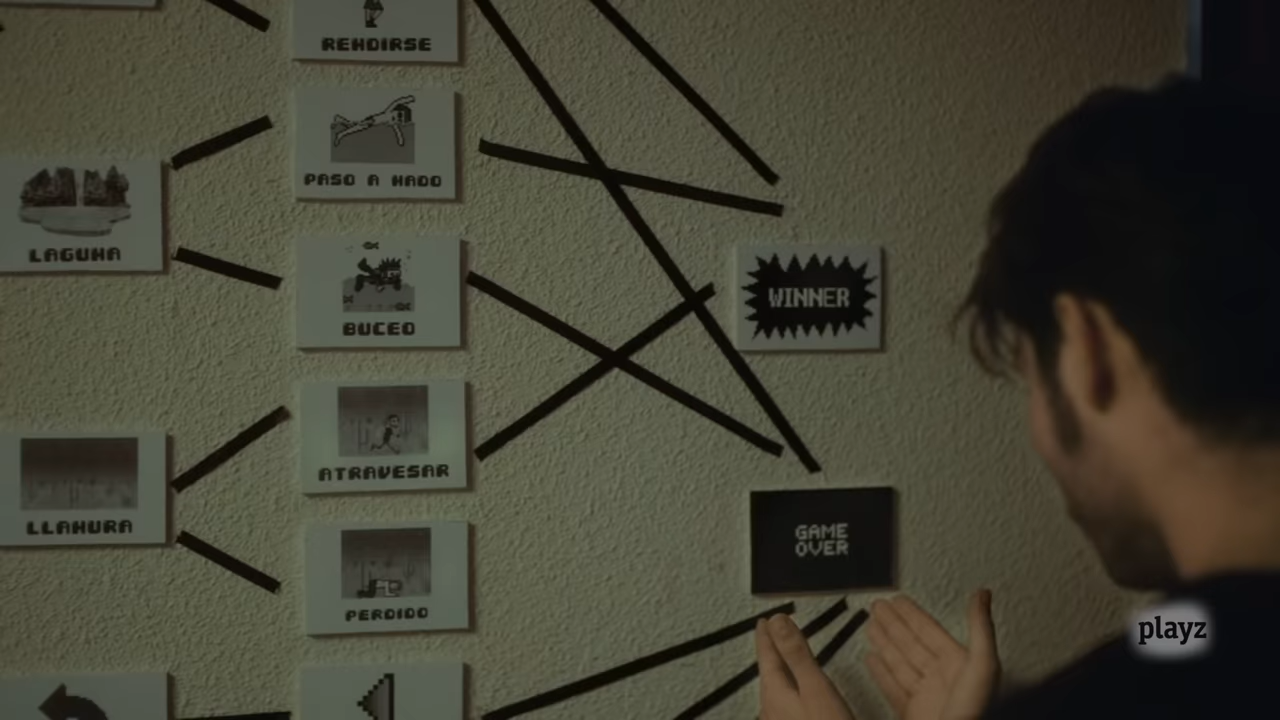 RENDIRSE
PASO A NADO
LAGUNA
BUCEO
WINNER
ATRAVESAR
LLANURA
GAME
OVER
PERDIDO
playz